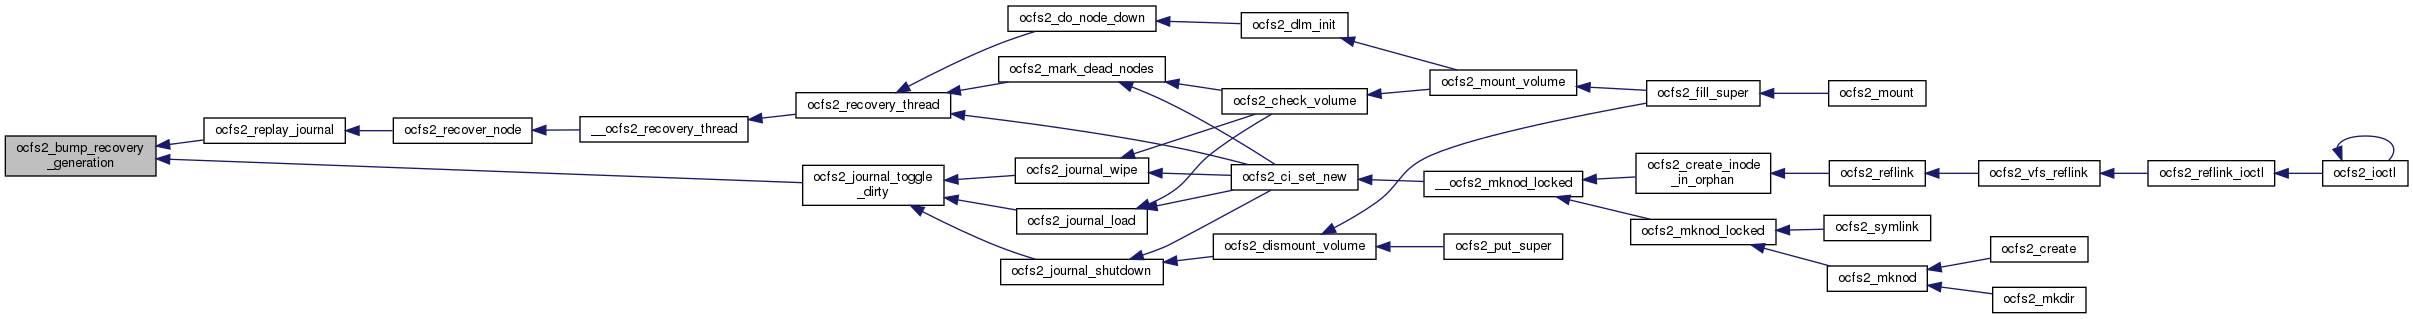 ocfs2_bump_recovery
_generation
ocfs2_replay_journal
ocfs2_recover_node
__ocfs2_recovery_thread
ocfs2_recovery_thread
ocfs2_do_node_down
ocfs2_dlm_init
ocfs2_mark_dead_nodes
ocfs2_check_volume
ocfs2_mount_volume
ocfs2_fill_super
ocfs2_mount
ocfs2_journal_toggle
_dirty
ocfs2_journal_wipe
ocfs2_journal_load
ocfs2_journal_shutdown
ocfs2_ci_set_new
ocfs2_dismount_volume
ocfs2_put_super
__ocfs2_mknod_locked
ocfs2_create_inode
_in_orphan
ocfs2_reflink
ocfs2_vfs_reflink
ocfs2_reflink_ioctl
ocfs2_ioctl
ocfs2_mknod_locked
ocfs2_symlink
ocfs2_mknod
ocfs2_create
ocfs2_mkdir